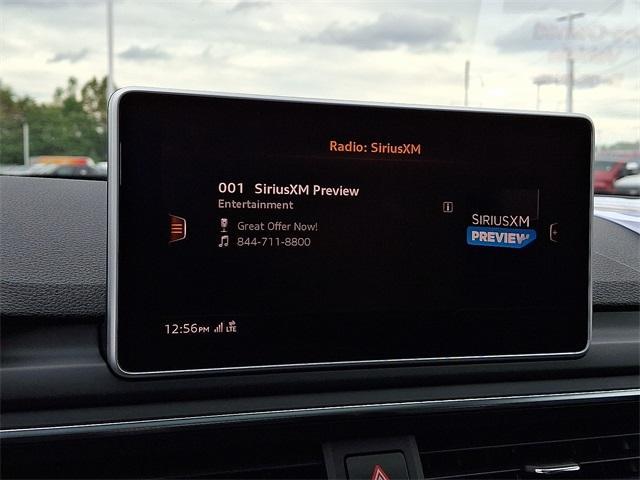 Radio: SiriusXM
001 SiriusXM Preview
Entertainment
Great Offer Now!
844-711-8800
SIRIUSXM
PREVIEW
12:56PM LTE